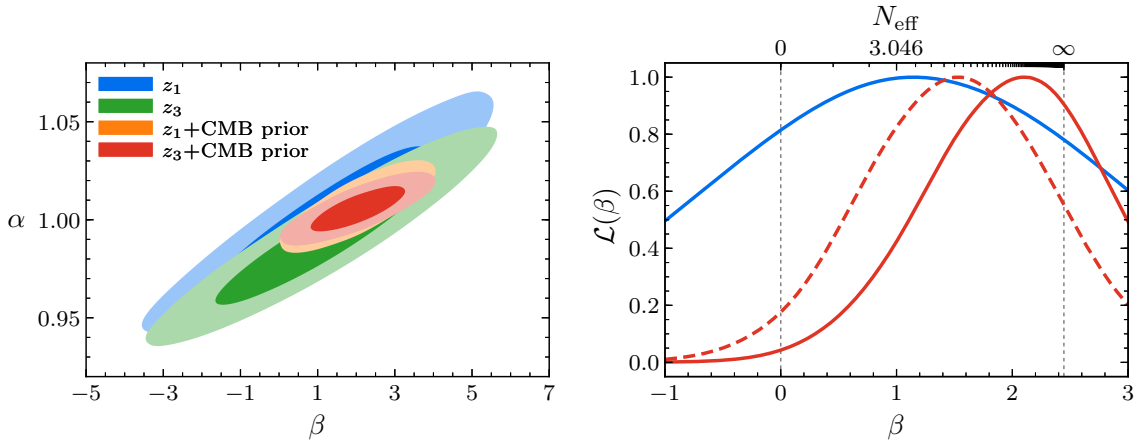 z₁
z₃
z₁+CMB prior
z₃+CMB prior
α
1.05
1.00
0.95
−5 −3 −1 1 3 5 7
β
N_eff
0 3.046 ∞
ℒ(β)
1.0
0.8
0.6
0.4
0.2
0.0
−1 0 1 2 3
β